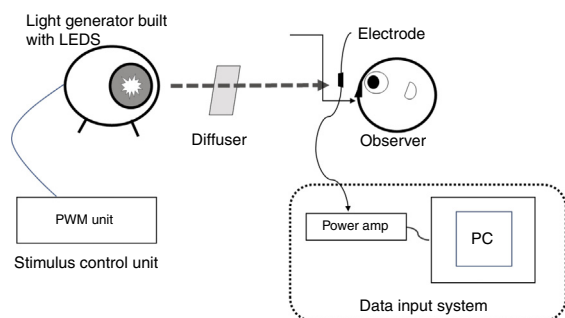 Light generator built
with LEDS
Electrode
Diffuser
Observer
PWM unit
Power amp
PC
Stimulus control unit
Data input system